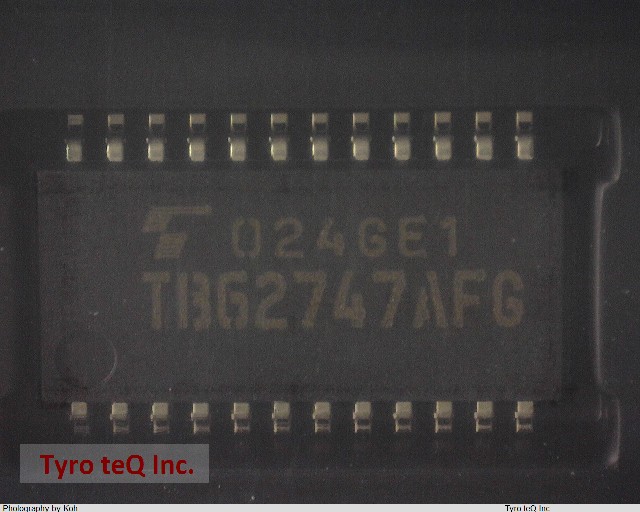 024GE1
TB62747AFG
Tyro teQ Inc.
Photography by Koh
Tyro teQ Inc